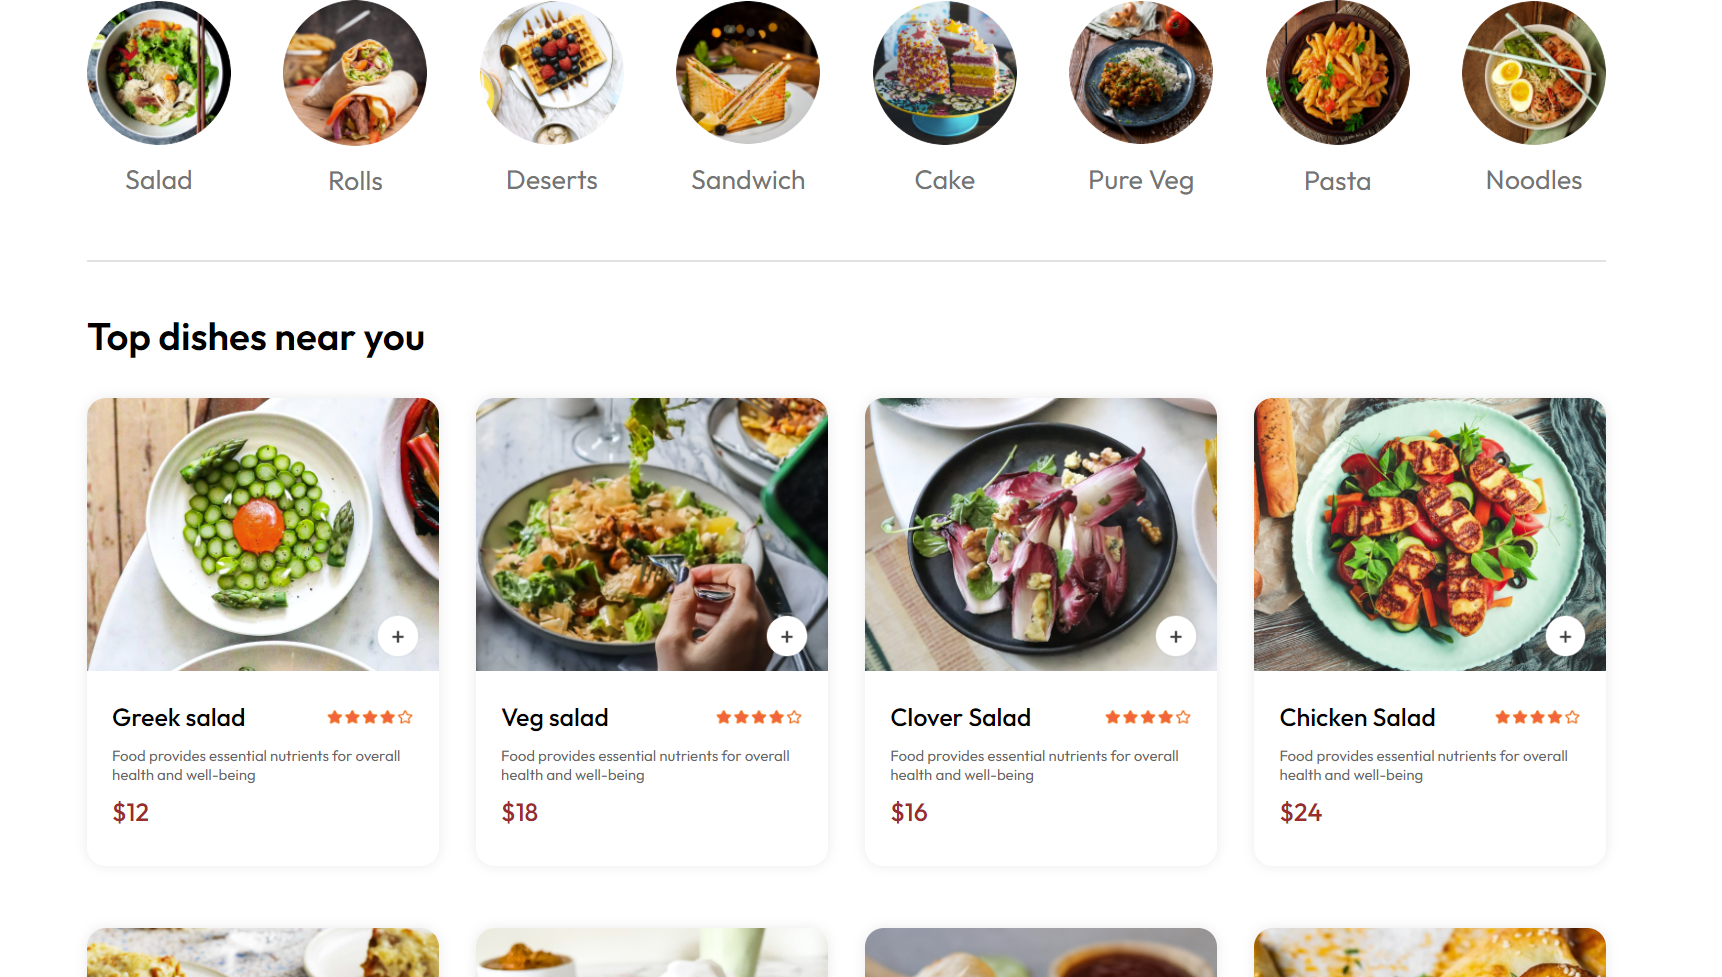 Salad
Rolls
Deserts
Sandwich
Cake
Pure Veg
Pasta
Noodles
Top dishes near you
Greek salad
Food provides essential nutrients for overall
health and well-being
$12
Veg salad
Food provides essential nutrients for overall
health and well-being
$18
Clover Salad
Food provides essential nutrients for overall
health and well-being
$16
Chicken Salad
Food provides essential nutrients for overall
health and well-being
$24